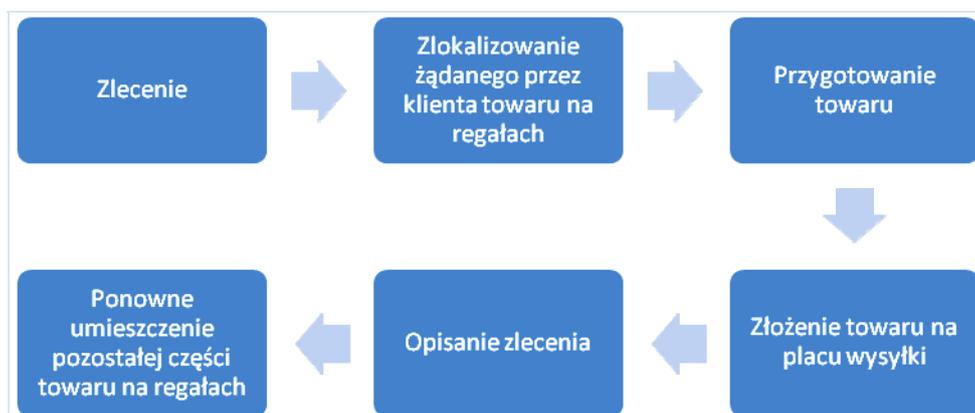 Zlecenie
Zlokalizowanie
żądanego przez
klienta towaru na
regałach
Przygotowanie
towaru
Złożenie towaru na
placu wysyłki
Opisanie zlecenia
Ponowne
umieszczenie
pozostałej części
towaru na regałach